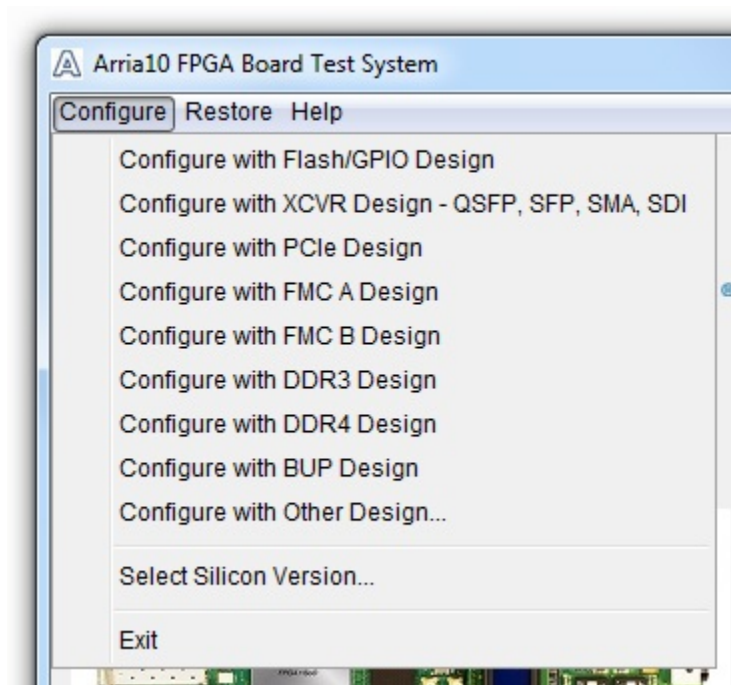 Arria10 FPGA Board Test System
Configure Restore Help
Configure with Flash/GPIO Design
Configure with XCVR Design - QSFP, SFP, SMA, SDI
Configure with PCIe Design
Configure with FMC A Design
Configure with FMC B Design
Configure with DDR3 Design
Configure with DDR4 Design
Configure with BUP Design
Configure with Other Design...
Select Silicon Version...
Exit